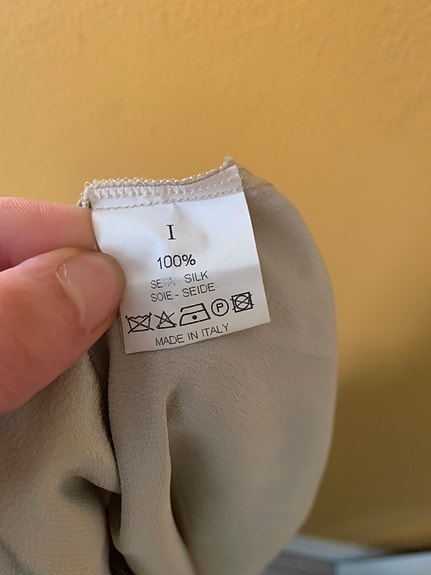 I
100%
SETA SILK
SOIE - SEIDE
P
MADE IN ITALY